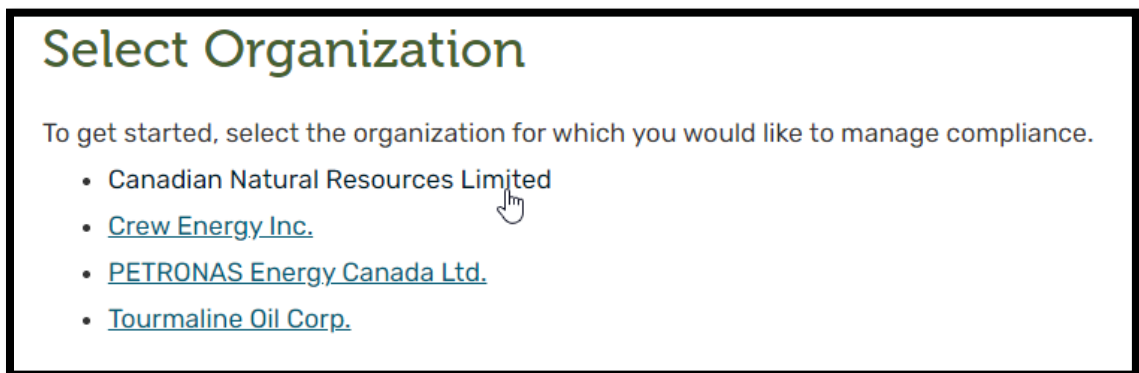 Select Organization
To get started, select the organization for which you would like to manage compliance.
• Canadian Natural Resources Limited
• Crew Energy Inc.
• PETRONAS Energy Canada Ltd.
• Tourmaline Oil Corp.